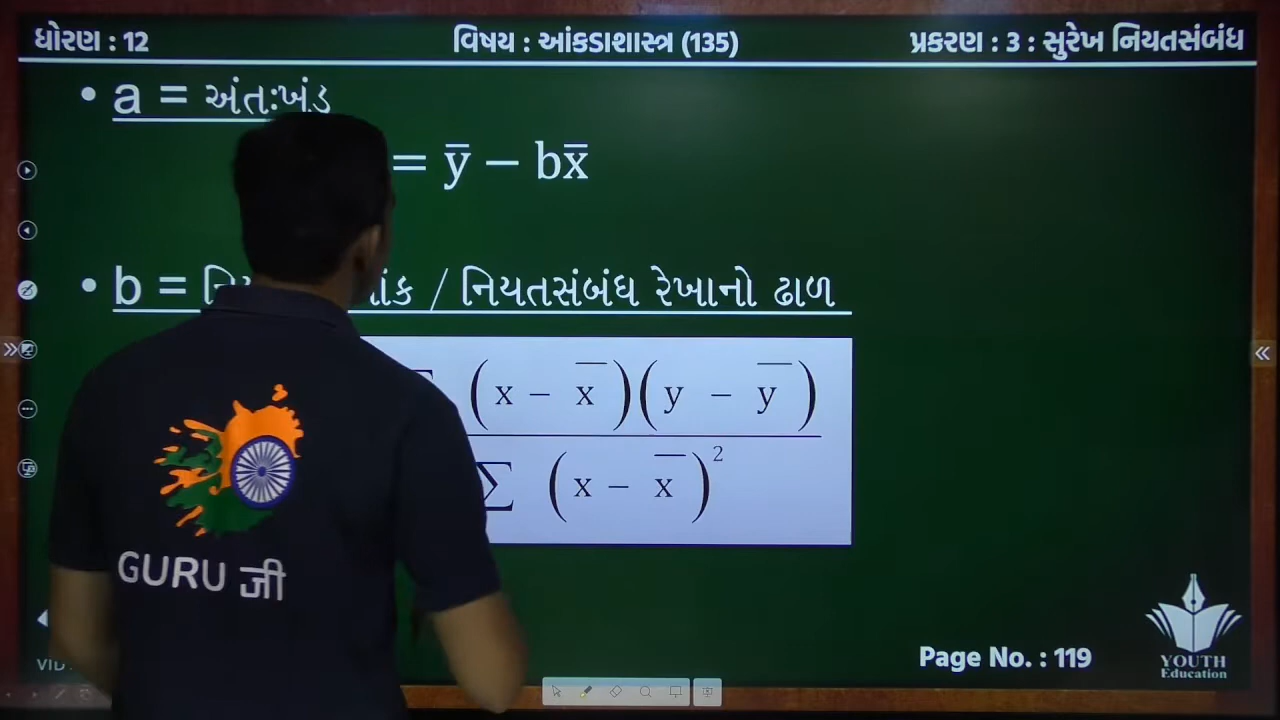 ધોરણ : 12
વિષય : આંકડાશાસ્ત્ર (135)
પ્રકરણ : 3 : સુરેખ નિયતસંબંધ
• a = અંતઃખંડ
= y̅ − bx̅
• b = / નિયતસંબંધ રેખાનો ઢાળ
(x − x̅)(y − y̅)
∑ (x − x̅)²
GURU जी
Page No. : 119
YOUTH
Education